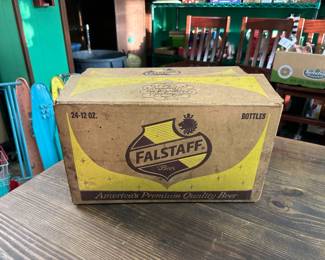 24-12 OZ.
BOTTLES
FALSTAFF
Beer
America's Premium Quality Beer